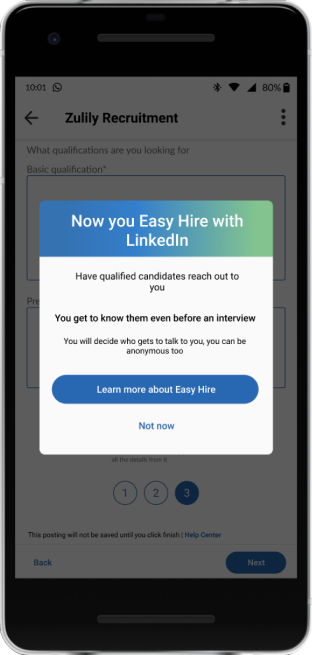 10:01
80%
Zulily Recruitment
What qualifications are you looking for
Basic qualification*
Now you Easy Hire with
LinkedIn
Have qualified candidates reach out to
you
Pre
You get to know them even before an interview
You will decide who gets to talk to you, you can be
anonymous too
Learn more about Easy Hire
Not now
all the details from it
1 2 3
This posting will not be saved until you click finish | Help Center
Back
Next